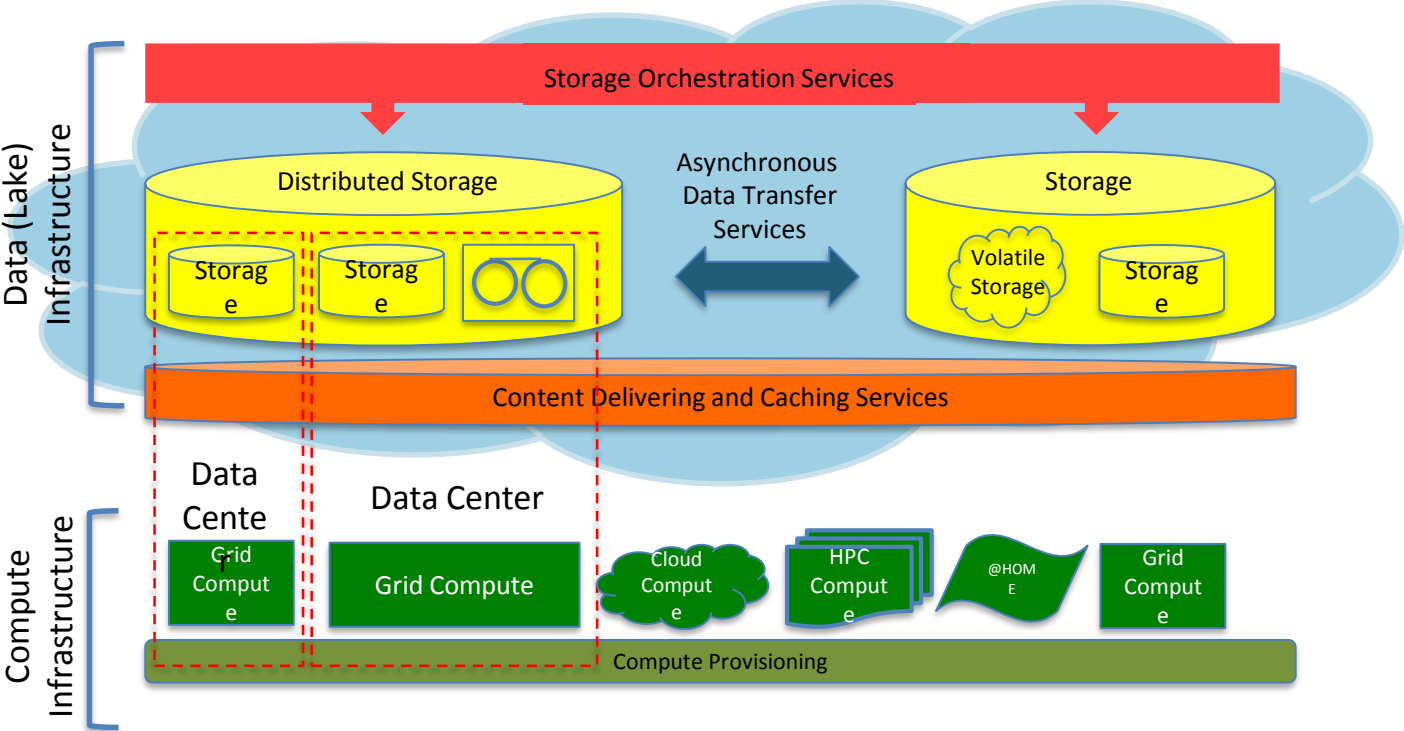 Storage Orchestration Services
Data (Lake)
Infrastructure
Distributed Storage
Asynchronous
Data Transfer
Services
Storage
Storag
e
Storag
e
Volatile
Storage
Storag
e
Content Delivering and Caching Services
Data
Cente
r
Data Center
Compute
Infrastructure
Grid
Comput
e
Grid Compute
Cloud
Comput
e
HPC
Comput
e
@HOM
E
Grid
Comput
e
Compute Provisioning